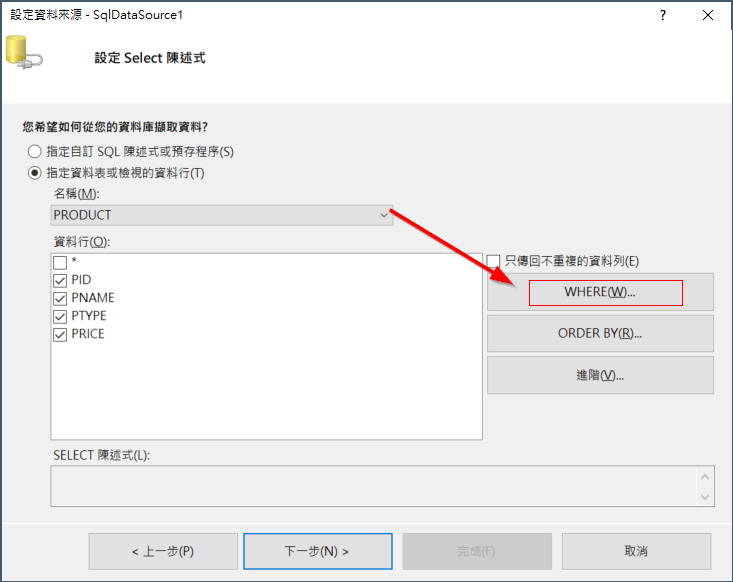 設定資料來源 - SqlDataSource1
設定 Select 陳述式
您希望如何從您的資料庫擷取資料?
指定自訂 SQL 陳述式或預存程序(S)
指定資料表或檢視的資料行(T)
名稱(M):
PRODUCT
資料行(O):
*
PID
PNAME
PTYPE
PRICE
只傳回不重複的資料列(E)
WHERE(W)...
ORDER BY(R)...
進階(V)...
SELECT 陳述式(L):
< 上一步(P)
下一步(N) >
完成(F)
取消